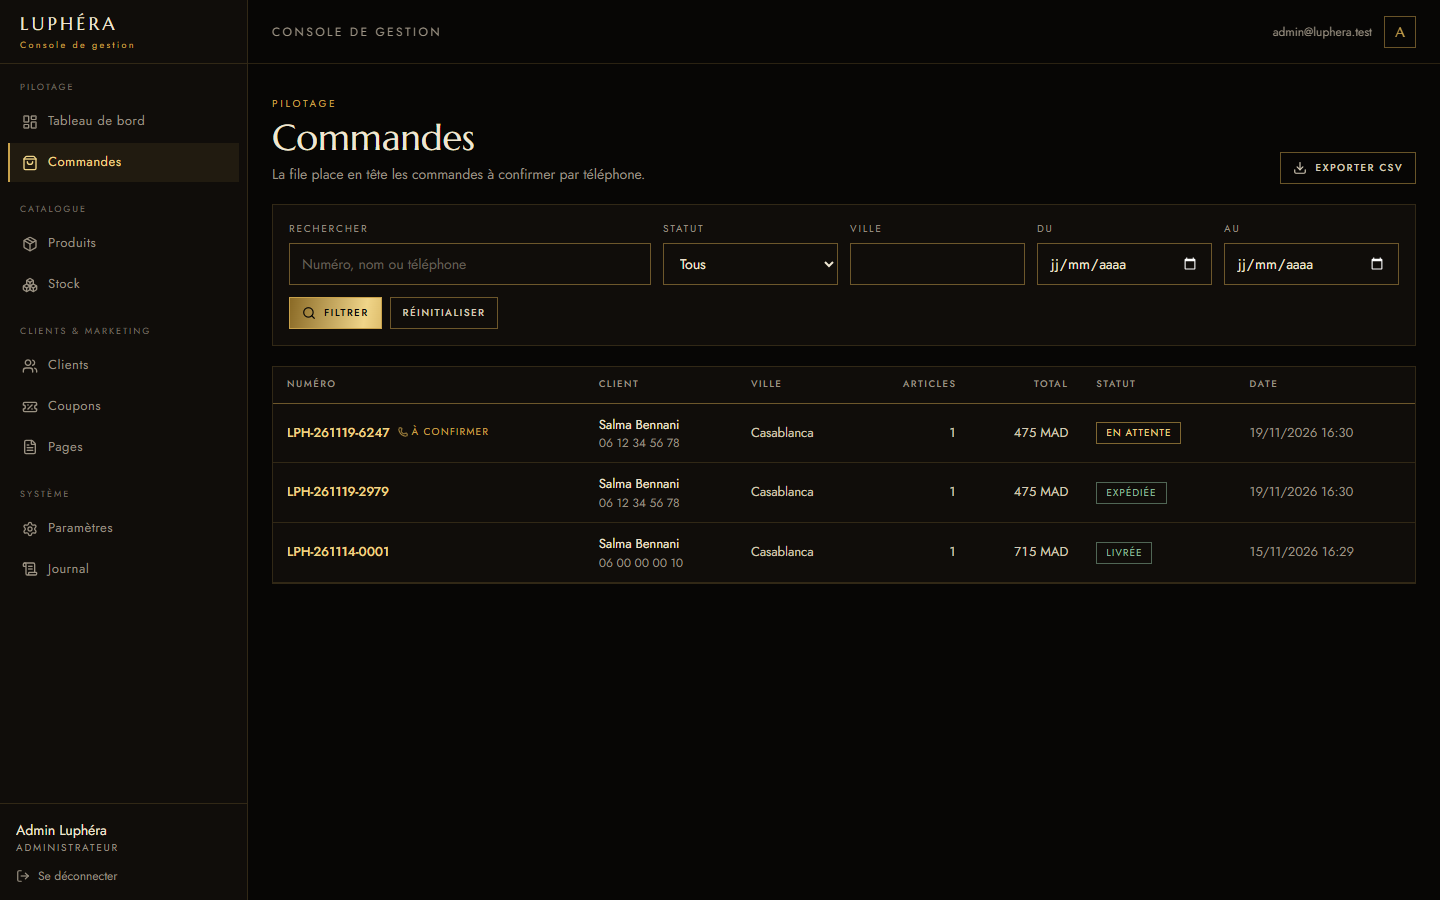 LUPHÉRA
Console de gestion
CONSOLE DE GESTION
admin@luphera.test
A
PILOTAGE
Tableau de bord
Commandes
CATALOGUE
Produits
Stock
CLIENTS & MARKETING
Clients
Coupons
Pages
SYSTÈME
Paramètres
Journal
Admin Luphéra
ADMINISTRATEUR
Se déconnecter
PILOTAGE
Commandes
La file place en tête les commandes à confirmer par téléphone.
EXPORTER CSV
RECHERCHER STATUT VILLE DU AU
Numéro, nom ou téléphone Tous jj/mm/aaaa jj/mm/aaaa
FILTRER RÉINITIALISER
NUMÉRO CLIENT VILLE ARTICLES TOTAL STATUT DATE
LPH-261119-6247 À CONFIRMER Salma Bennani Casablanca 1 475 MAD EN ATTENTE 19/11/2026 16:30
06 12 34 56 78
LPH-261119-2979 Salma Bennani Casablanca 1 475 MAD EXPÉDIÉE 19/11/2026 16:30
06 12 34 56 78
LPH-261114-0001 Salma Bennani Casablanca 1 715 MAD LIVRÉE 15/11/2026 16:29
06 00 00 00 10